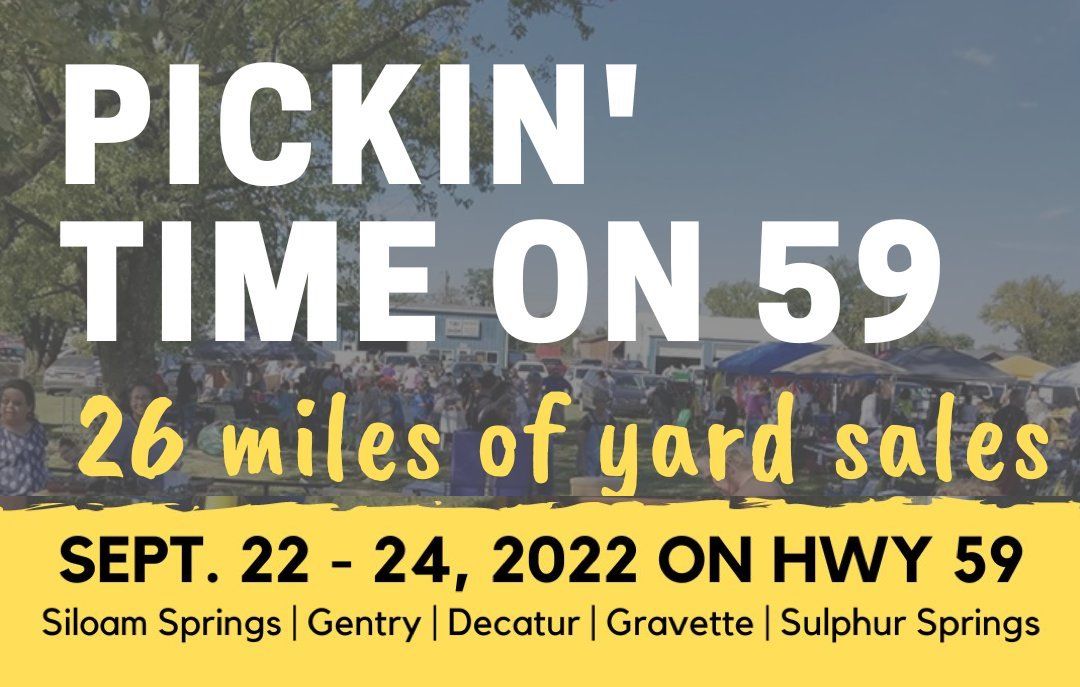 PICKIN'
TIME ON 59
26 miles of yard sales
SEPT. 22 - 24, 2022 ON HWY 59
Siloam Springs | Gentry | Decatur | Gravette | Sulphur Springs